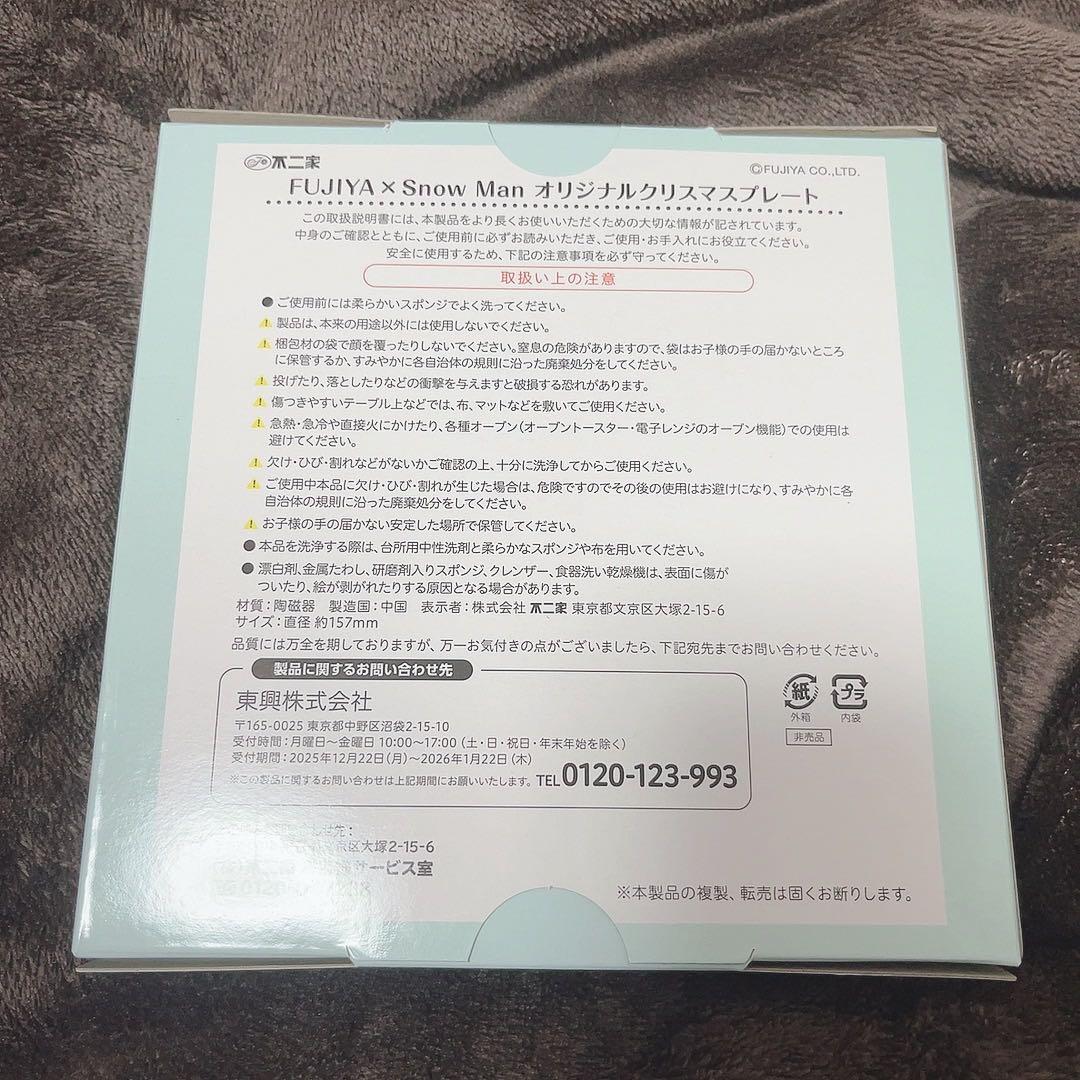 不二家
©FUJIYA CO.,LTD.
FUJIYA×Snow Man オリジナルクリスマスプレート
この取扱説明書には、本製品をより長くお使いいただくための大切な情報が記されています。
中身のご確認とともに、ご使用前に必ずお読みいただき、ご使用・お手入れにお役立てください。
安全に使用するため、下記の注意事項を必ず守ってください。
取扱い上の注意
●ご使用前には柔らかいスポンジでよく洗ってください。
製品は、本来の用途以外には使用しないでください。
梱包材の袋で顔を覆ったりしないでください。窒息の危険がありますので、袋はお子様の手の届かないところ
に保管するか、すみやかに各自治体の規則に沿った廃棄処分をしてください。
投げたり、落としたりなどの衝撃を与えますと破損する恐れがあります。
傷つきやすいテーブル上などでは、布、マットなどを敷いてご使用ください。
急熱・急冷や直接火にかけたり、各種オーブン(オーブントースター・電子レンジのオーブン機能)での使用は
避けてください。
欠け・ひび・割れなどがないかご確認の上、十分に洗浄してからご使用ください。
ご使用中本品に欠け・ひび・割れが生じた場合は、危険ですのでその後の使用はお避けになり、すみやかに各
自治体の規則に沿った廃棄処分をしてください。
お子様の手の届かない安定した場所で保管してください。
●本品を洗浄する際は、台所用中性洗剤と柔らかなスポンジや布を用いてください。
●漂白剤、金属たわし、研磨剤入りスポンジ、クレンザー、食器洗い乾燥機は、表面に傷が
ついたり、絵が剥がれたりする原因となる場合があります。
材質：陶磁器 製造国：中国 表示者：株式会社 不二家 東京都文京区大塚2-15-6
サイズ：直径 約157mm
品質には万全を期しておりますが、万一お気付きの点がございましたら、下記宛先までお問い合わせください。
製品に関するお問い合わせ先
東興株式会社
〒165-0025 東京都中野区沼袋2-15-10
受付時間：月曜日～金曜日 10:00～17:00（土・日・祝日・年末年始を除く）
受付期間：2025年12月22日(月)～2026年1月22日(木)
※この製品に関するお問い合わせは上記期間にお願いいたします。 TEL0120-123-993
紙
外箱
プラ
内袋
非売品
せ先：
京区大塚2-15-6
サービス室
0120-
※本製品の複製、転売は固くお断りします。